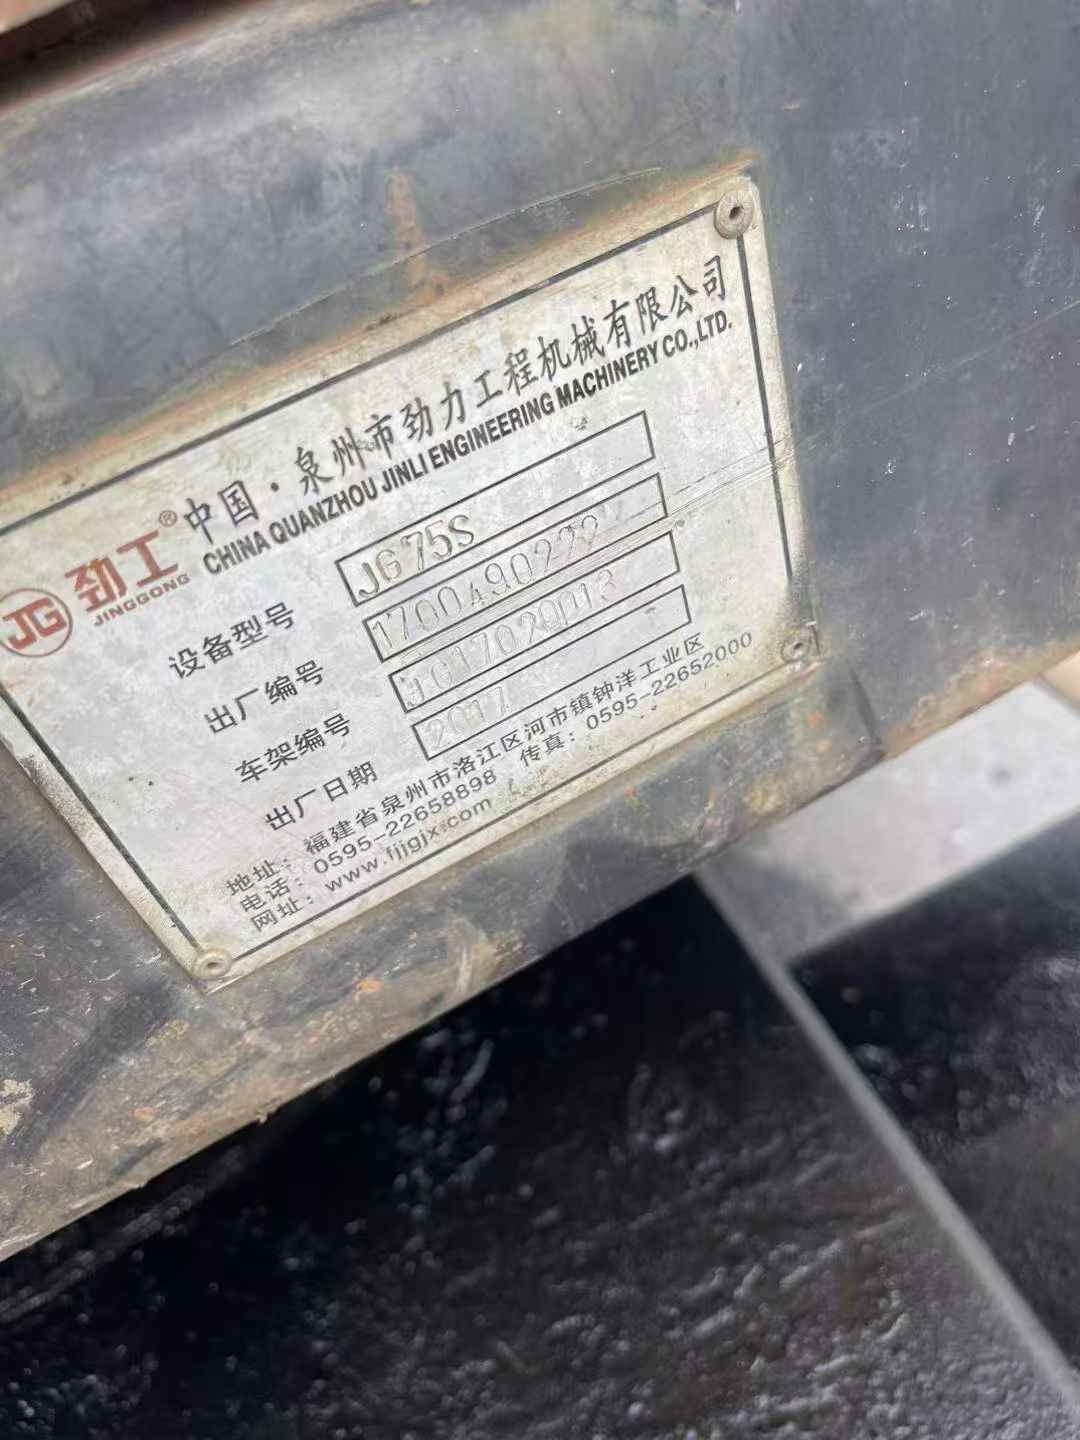 JG 劲工® 中国·泉州市劲力工程机械有限公司
JINGGONG CHINA QUANZHOU JINLI ENGINEERING MACHINERY CO.,LTD.
设备型号 JG75S
出厂编号 1700490222
车架编号 JG17020013
出厂日期 2017
地址：福建省泉州市洛江区河市镇钟洋工业区
电话：0595-22658898 传真：0595-22652000
网址：www.fjjgjx.com